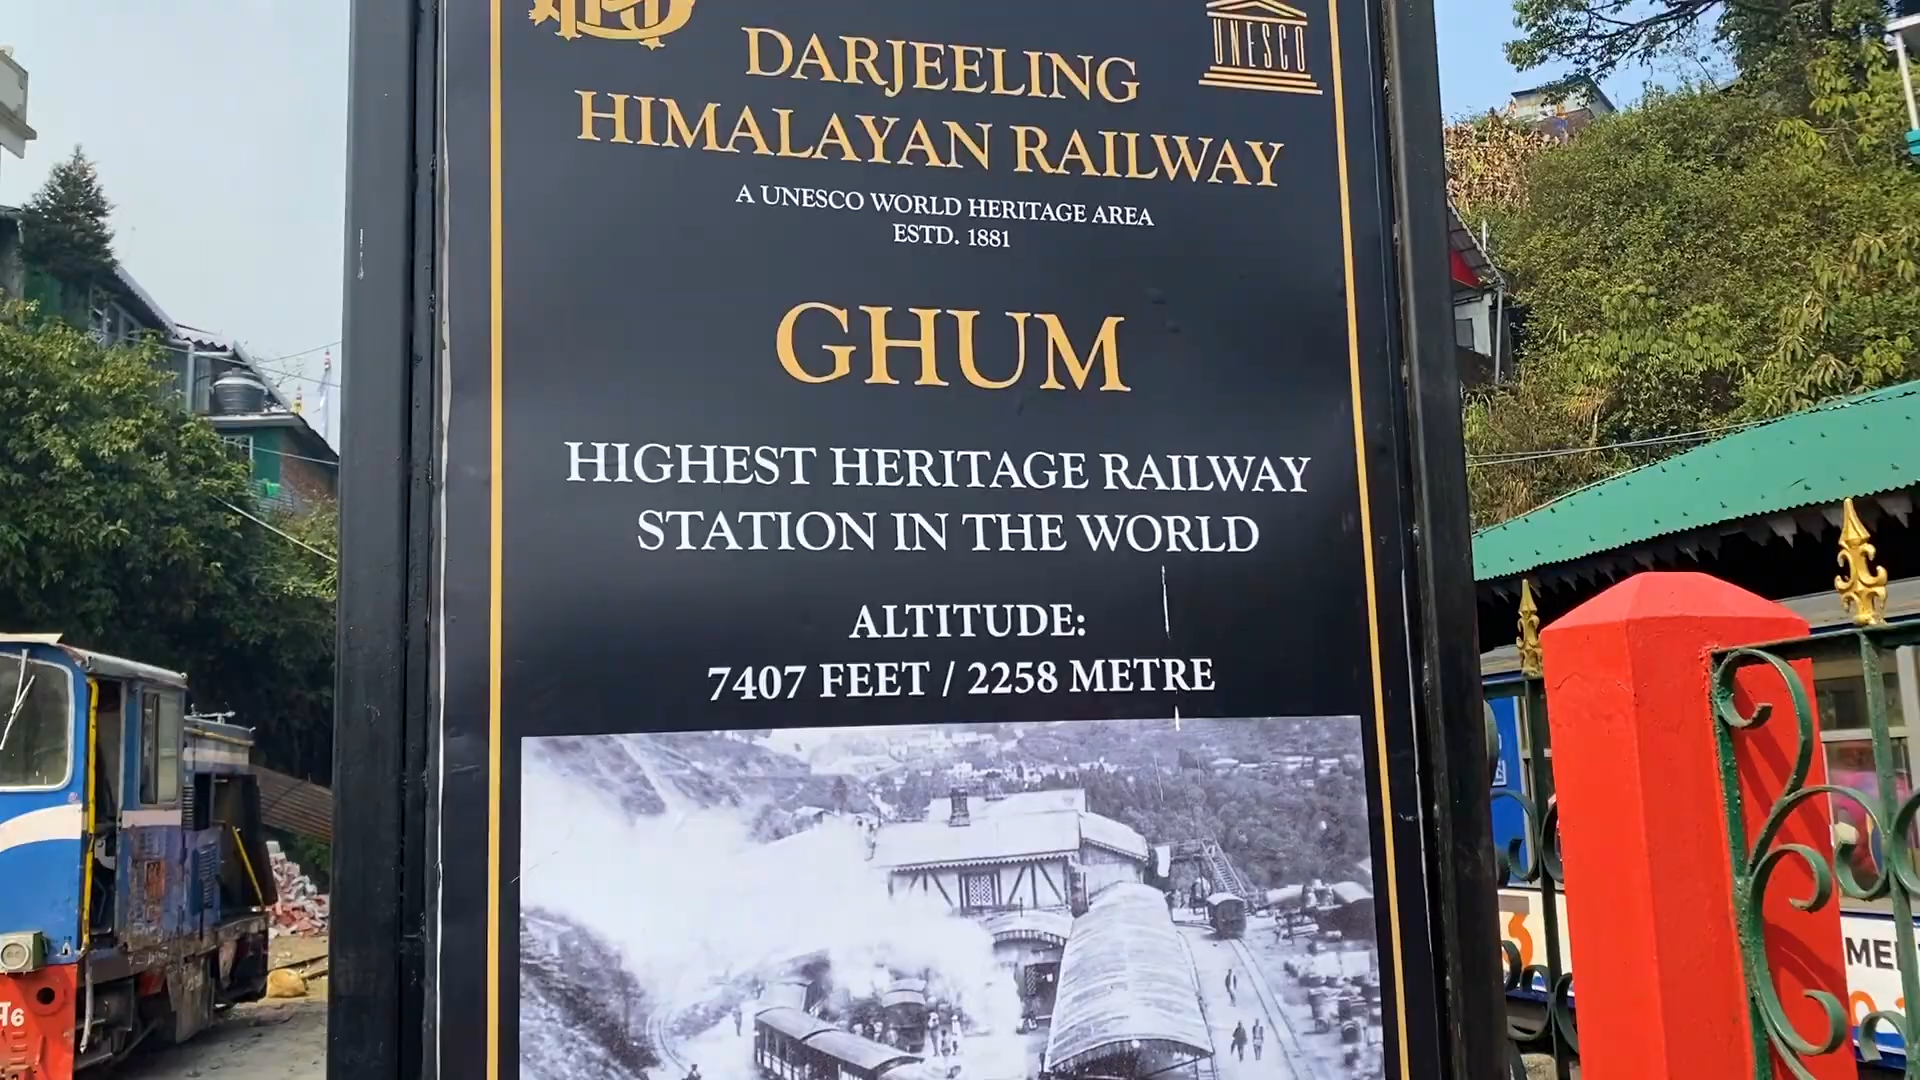 UNESCO
DARJEELING
HIMALAYAN RAILWAY
A UNESCO WORLD HERITAGE AREA
ESTD. 1881
GHUM
HIGHEST HERITAGE RAILWAY
STATION IN THE WORLD
ALTITUDE:
7407 FEET / 2258 METRE